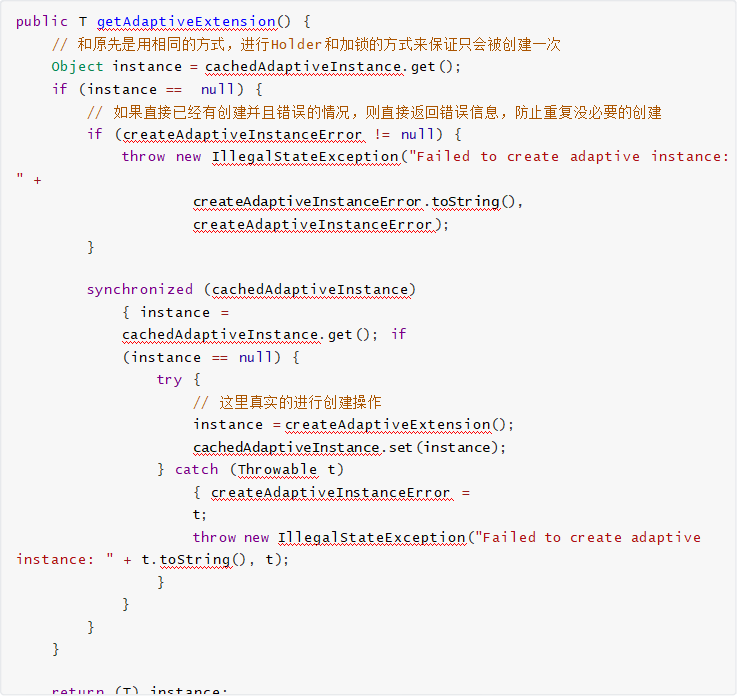 public T getAdaptiveExtension() {
// 和原先是用相同的方式，进行Holder和加锁的方式来保证只会被创建一次
Object instance = cachedAdaptiveInstance.get();
if (instance == null) {
// 如果直接已经有创建并且错误的情况，则直接返回错误信息，防止重复没必要的创建
if (createAdaptiveInstanceError != null) {
throw new IllegalStateException("Failed to create adaptive instance:
" +
createAdaptiveInstanceError.toString(),
createAdaptiveInstanceError);
}
synchronized (cachedAdaptiveInstance)
{ instance =
cachedAdaptiveInstance.get(); if
(instance == null) {
try {
// 这里真实的进行创建操作
instance = createAdaptiveExtension();
cachedAdaptiveInstance.set(instance);
} catch (Throwable t)
{ createAdaptiveInstanceError =
t;
throw new IllegalStateException("Failed to create adaptive
instance: " + t.toString(), t);
}
}
}
}
return (T) instance;